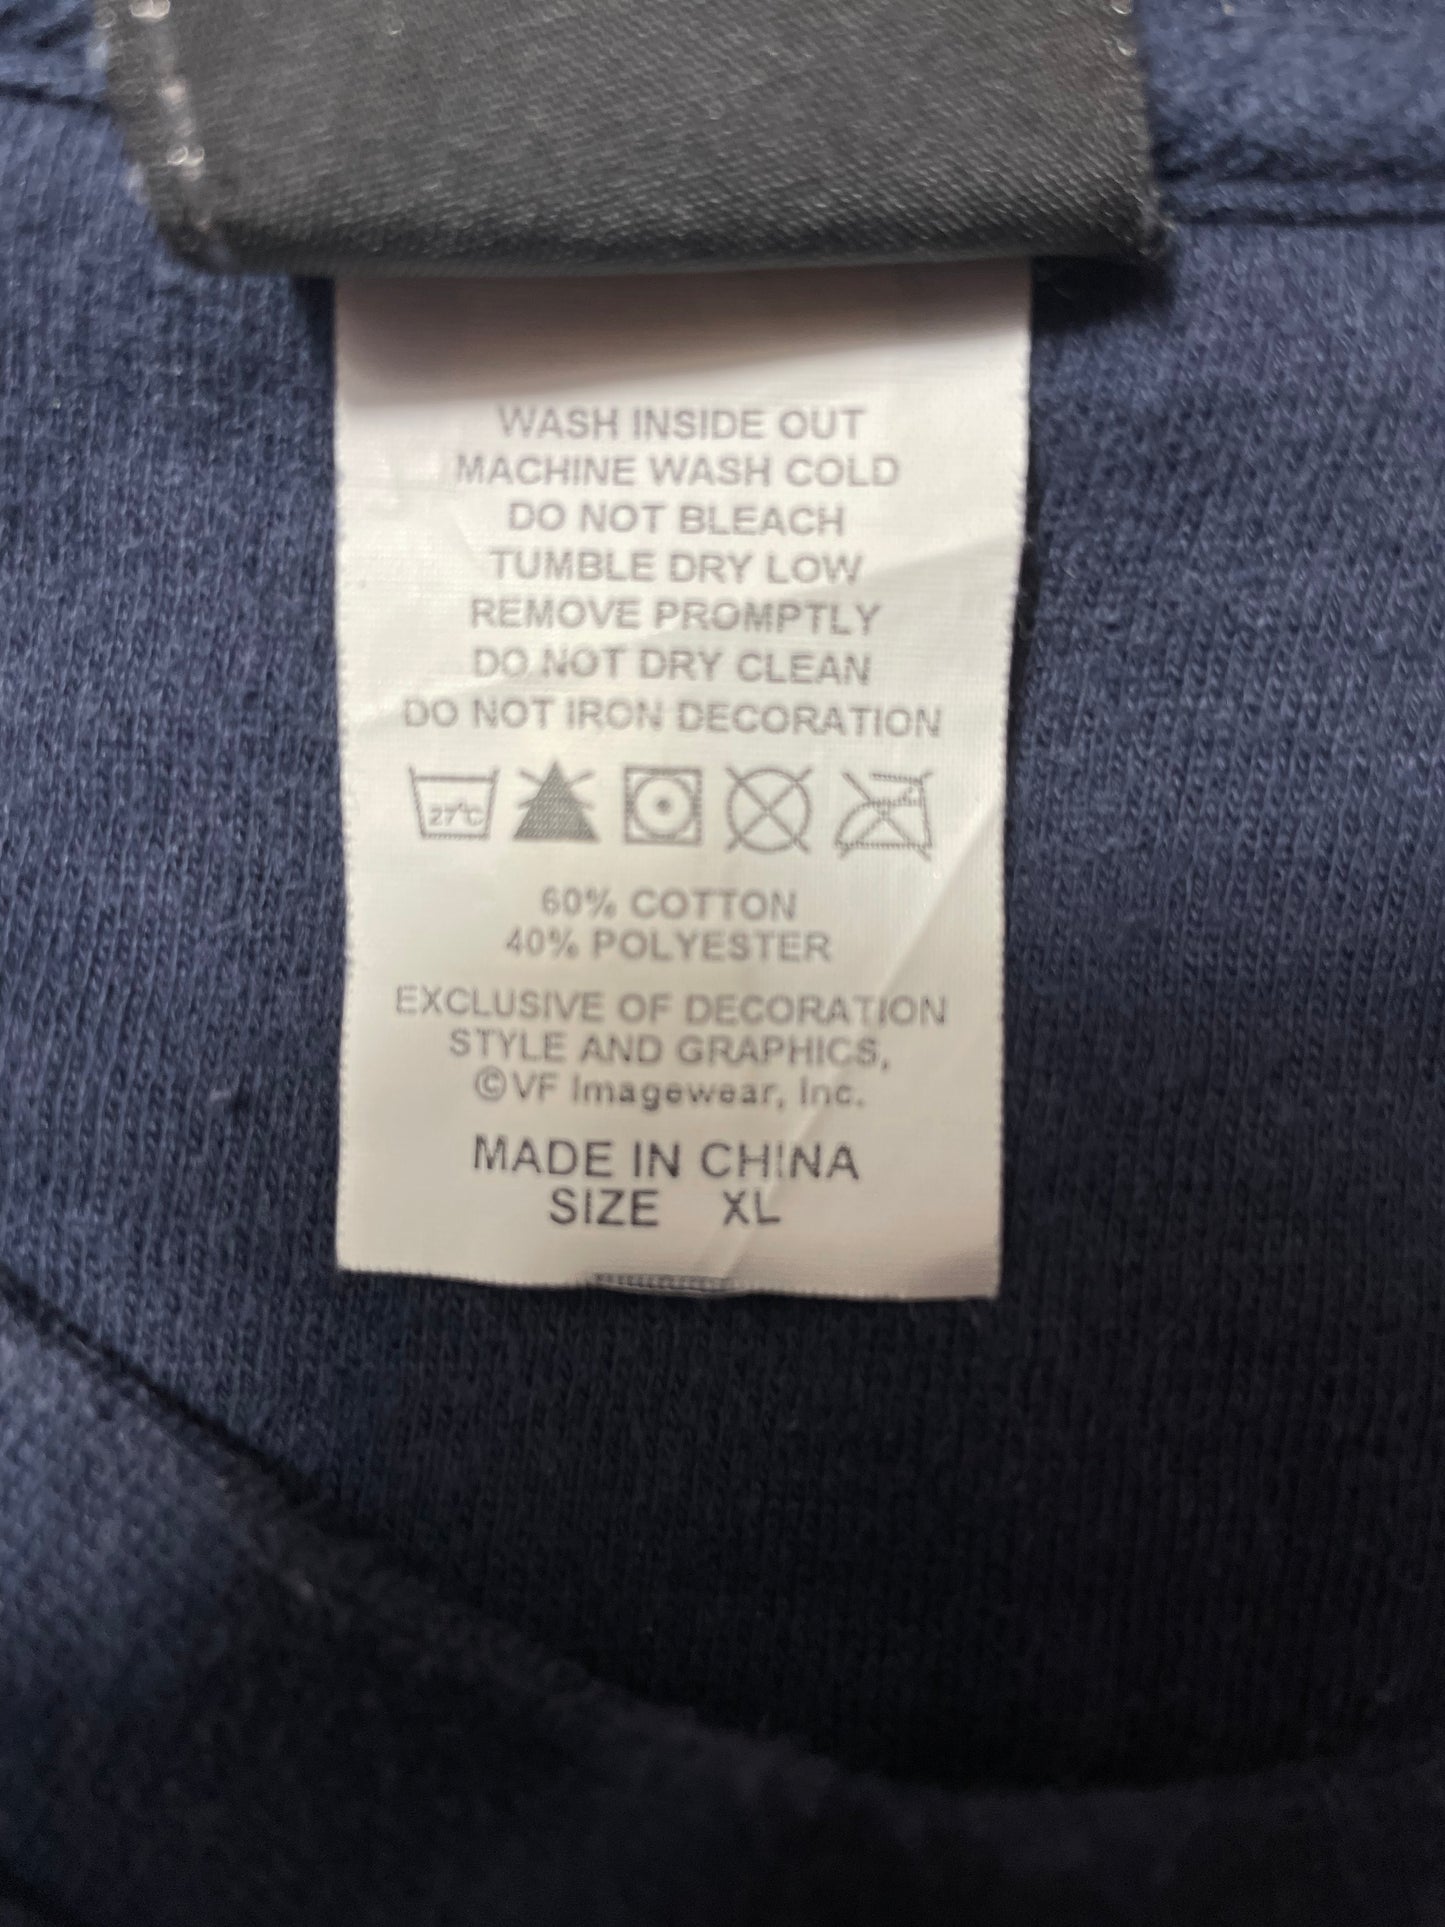 WASH INSIDE OUT
MACHINE WASH COLD
DO NOT BLEACH
TUMBLE DRY LOW
REMOVE PROMPTLY
DO NOT DRY CLEAN
DO NOT IRON DECORATION
27°C
60% COTTON
40% POLYESTER
EXCLUSIVE OF DECORATION
STYLE AND GRAPHICS,
©VF Imagewear, Inc.
MADE IN CHINA
SIZE XL